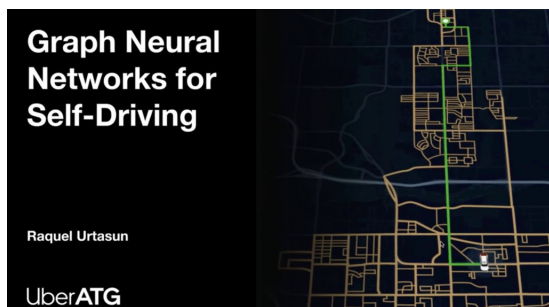 Graph Neural
Networks for
Self-Driving
Raquel Urtasun
UberATG